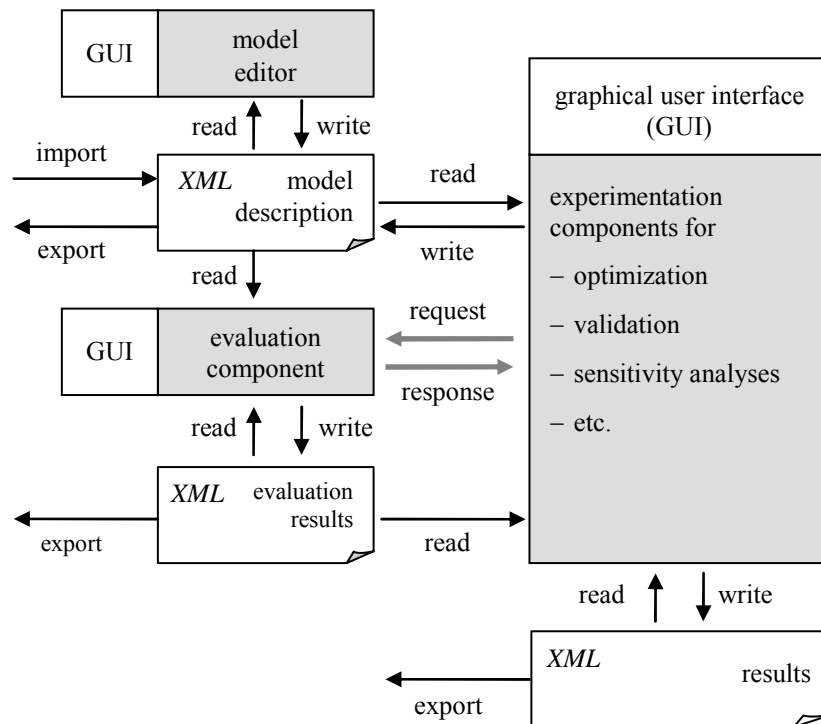 GUI
model
editor
read
write
import
XML model
description
export
read
read
write
graphical user interface
(GUI)
experimentation
components for
– optimization
– validation
– sensitivity analyses
– etc.
GUI
evaluation
component
request
response
read
write
XML evaluation
results
export
read
read
write
XML
results
export